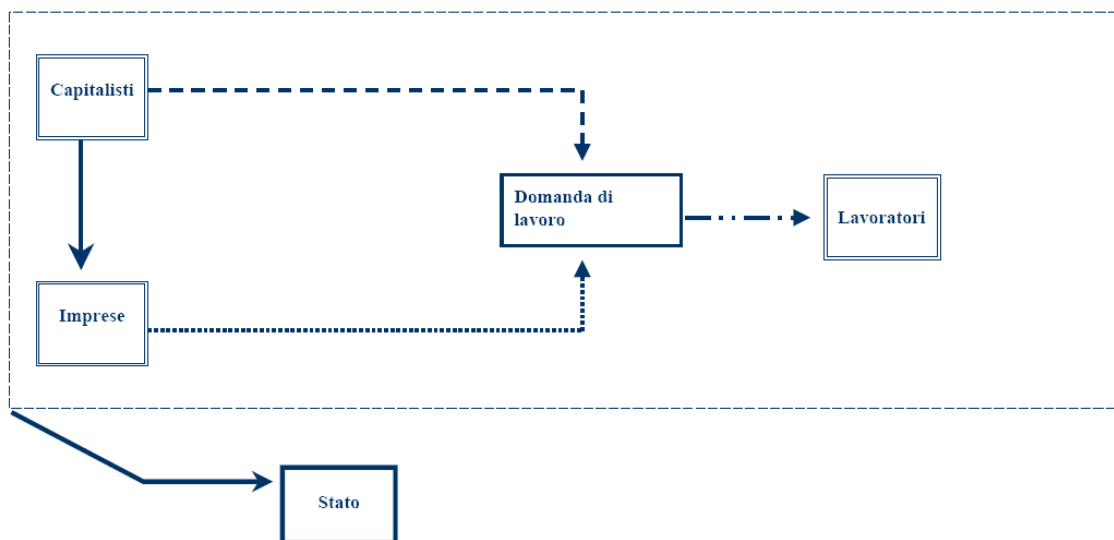 Capitalisti
Domanda di
lavoro
Lavoratori
Imprese
Stato